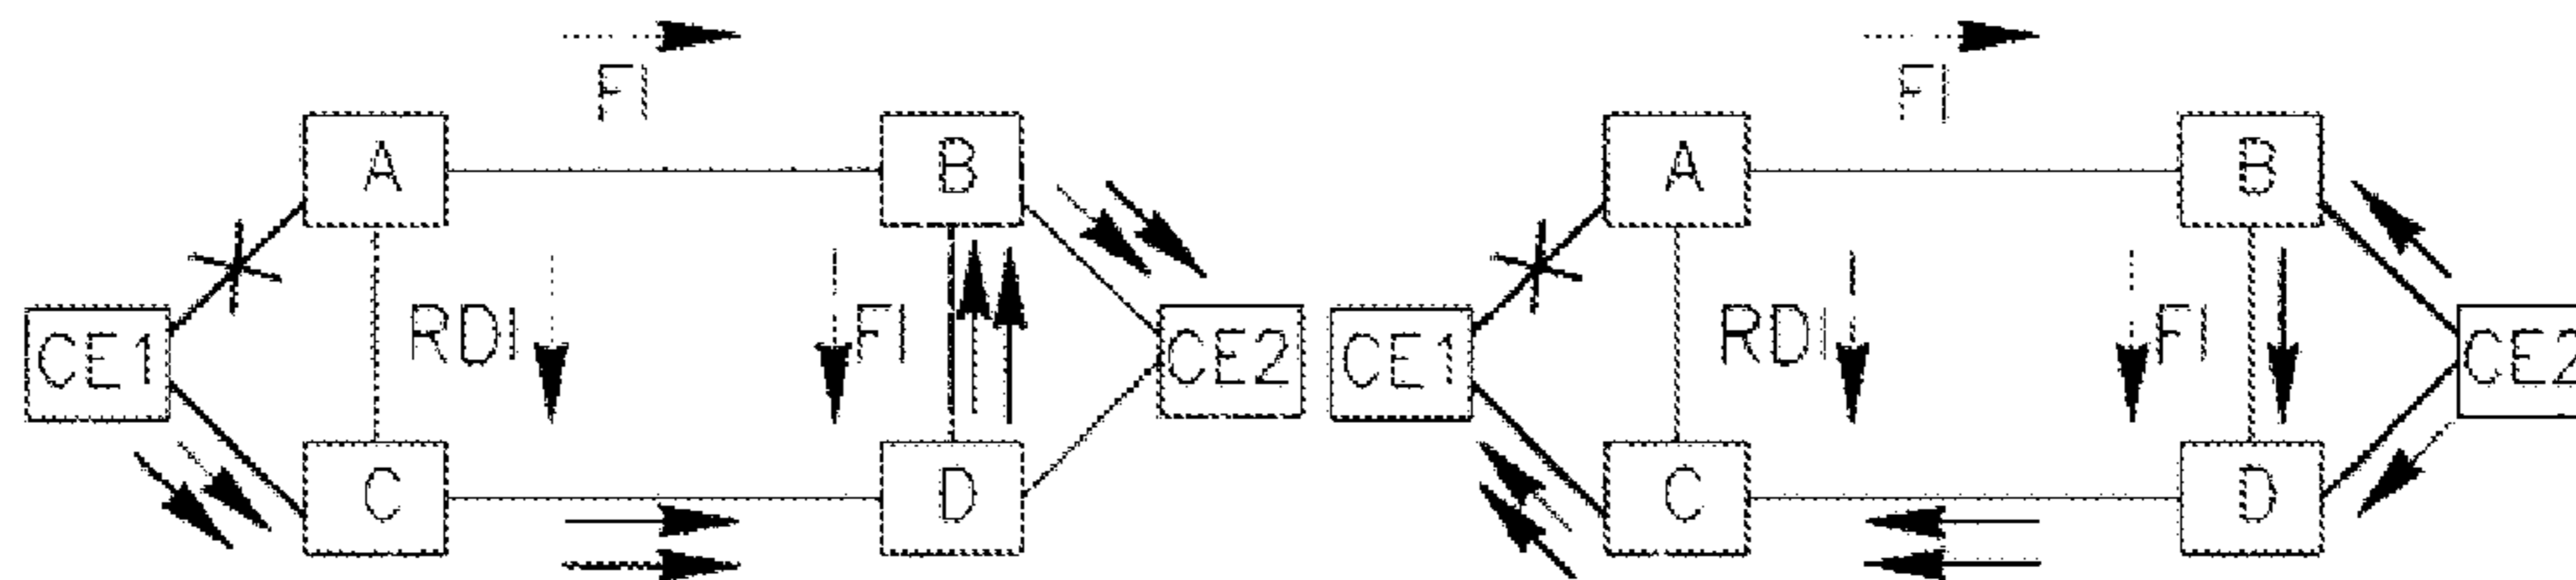 FI FI
A B A B
RDI FI RDI FI
CE1 CE2 CE1 CE2
C D C D